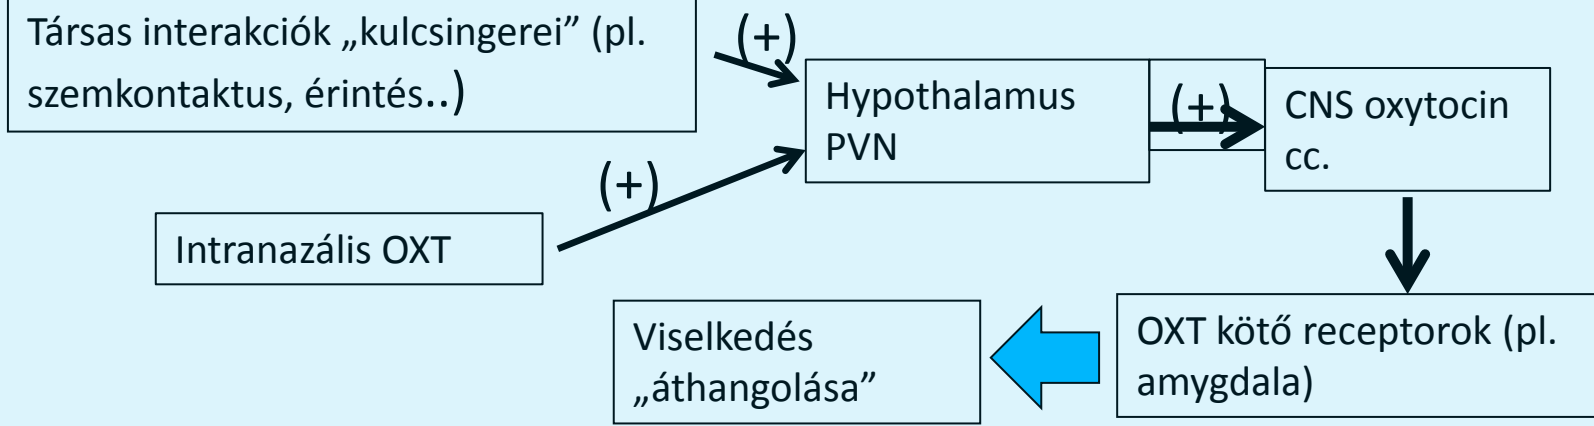 Társas interakciók „kulcsingerei” (pl.
szemkontaktus, érintés..)
(+)
Hypothalamus
PVN
(+)
CNS oxytocin
cc.
(+)
Intranazális OXT
OXT kötő receptorok (pl.
amygdala)
Viselkedés
„áthangolása”